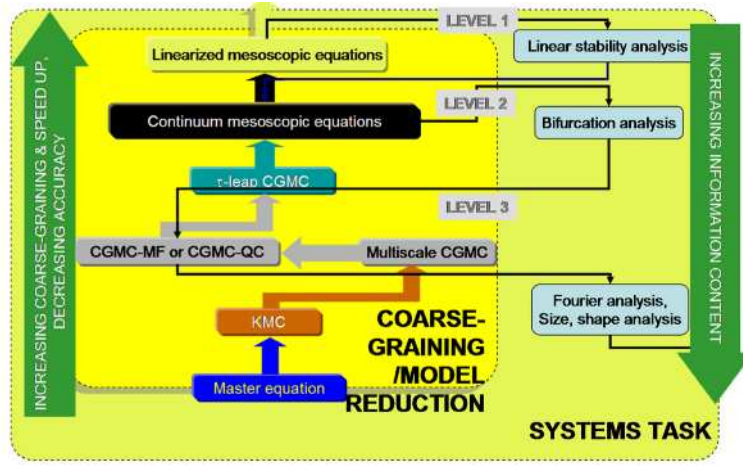 LEVEL 1
Linearized mesoscopic equations
Linear stability analysis
LEVEL 2
Continuum mesoscopic equations
Bifurcation analysis
τ-leap CGMC
LEVEL 3
CGMC-MF or CGMC-QC
Multiscale CGMC
Fourier analysis,
Size, shape analysis
KMC
COARSE-
GRAINING
/MODEL
REDUCTION
Master equation
SYSTEMS TASK
INCREASING COARSE-GRAINING & SPEED UP,
DECREASING ACCURACY
INCREASING INFORMATION CONTENT